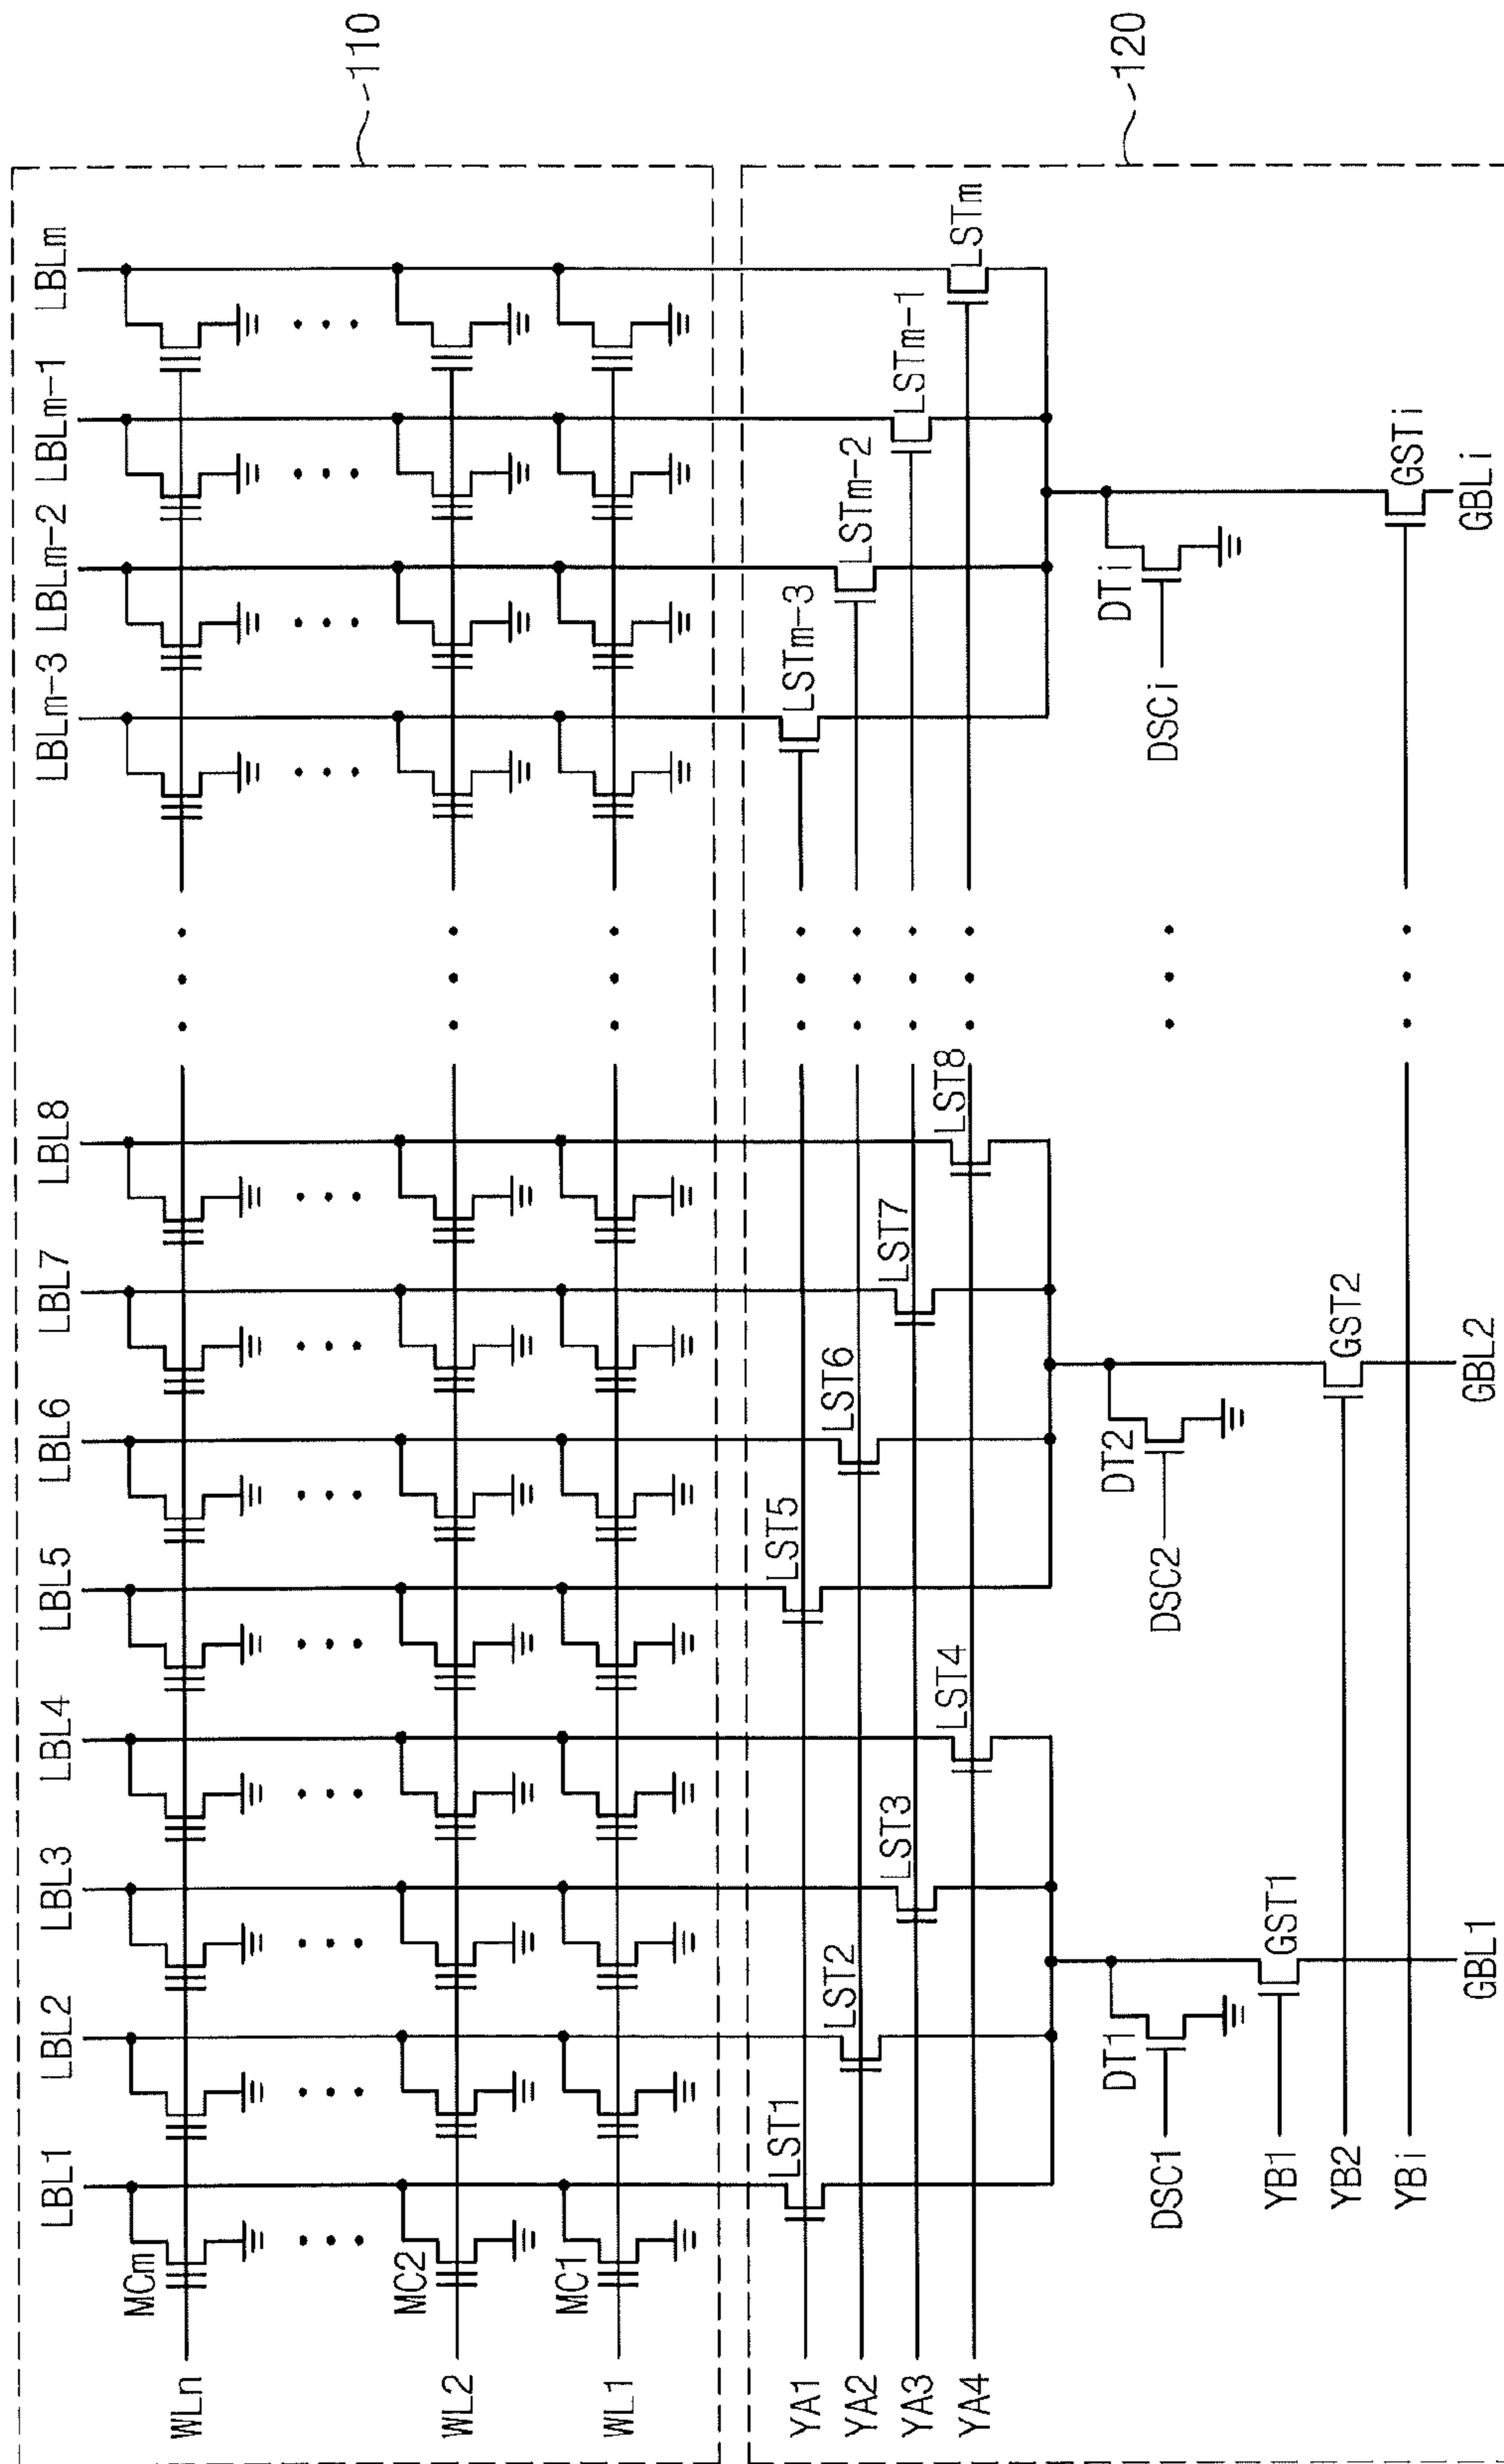 110
120
LBL1 LBL2 LBL3 LBL4 LBL5 LBL6 LBL7 LBL8 LBLm-3 LBLm-2 LBLm-1 LBLm
MCm
WLn
MC2
WL2
MC1
WL1
LST1 LST5 LSTm-3
YA1
LST2 LST6 LSTm-2
YA2
LST3 LST7 LSTm-1
YA3
LST4 LST8 LSTm
YA4
DT1 DT2 DTi
DSC1 DSC2 DSCi
GST1 GST2 GSTi
YB1
YB2
YBi
GBL1 GBL2 GBLi